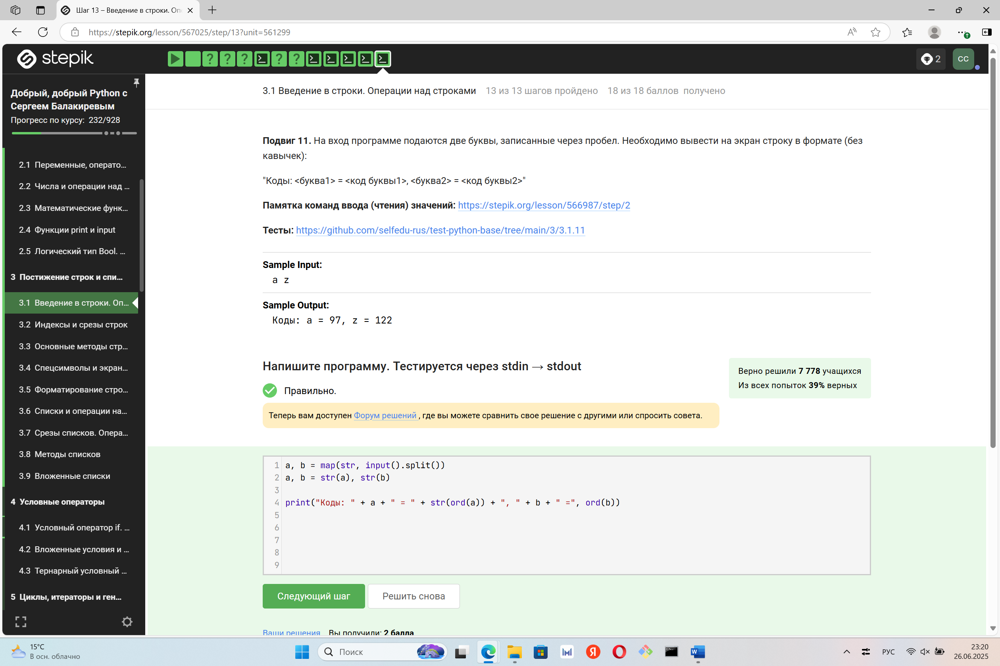 Шаг 13 – Введение в строки. Оп
https://stepik.org/lesson/567025/step/13?unit=561299
stepik
2
CC
Добрый, добрый Python с
Сергеем Балакиревым
Прогресс по курсу: 232/928
2.1 Переменные, операто...
2.2 Числа и операции над ...
2.3 Математические функ...
2.4 Функции print и input
2.5 Логический тип Bool. ...
3 Постижение строк и спи...
3.1 Введение в строки. Оп...
3.2 Индексы и срезы строк
3.3 Основные методы стр...
3.4 Спецсимволы и экран...
3.5 Форматирование стро...
3.6 Списки и операции на...
3.7 Срезы списков. Опера...
3.8 Методы списков
3.9 Вложенные списки
4 Условные операторы
4.1 Условный оператор if. ...
4.2 Вложенные условия и ...
4.3 Тернарный условный ...
5 Циклы, итераторы и ген...
3.1 Введение в строки. Операции над строками 13 из 13 шагов пройдено 18 из 18 баллов получено
Подвиг 11. На вход программе подаются две буквы, записанные через пробел. Необходимо вывести на экран строку в формате (без
кавычек):
"Коды: <буква1> = <код буквы1>, <буква2> = <код буквы2>"
Памятка команд ввода (чтения) значений: https://stepik.org/lesson/566987/step/2
Тесты: https://github.com/selfedu-rus/test-python-base/tree/main/3/3.1.11
Sample Input:
a z
Sample Output:
Коды: a = 97, z = 122
Напишите программу. Тестируется через stdin → stdout
Верно решили 7 778 учащихся
Из всех попыток 39% верных
Правильно.
Теперь вам доступен Форум решений , где вы можете сравнить свое решение с другими или спросить совета.
1 a, b = map(str, input().split())
2 a, b = str(a), str(b)
3
4 print("Коды: " + a + " = " + str(ord(a)) + ", " + b + " =", ord(b))
5
6
7
8
9
Следующий шаг
Решить снова
Ваши решения Вы получили: 2 балла
15°C
В осн. облачно
Поиск
РУС
23:20
26.06.2025